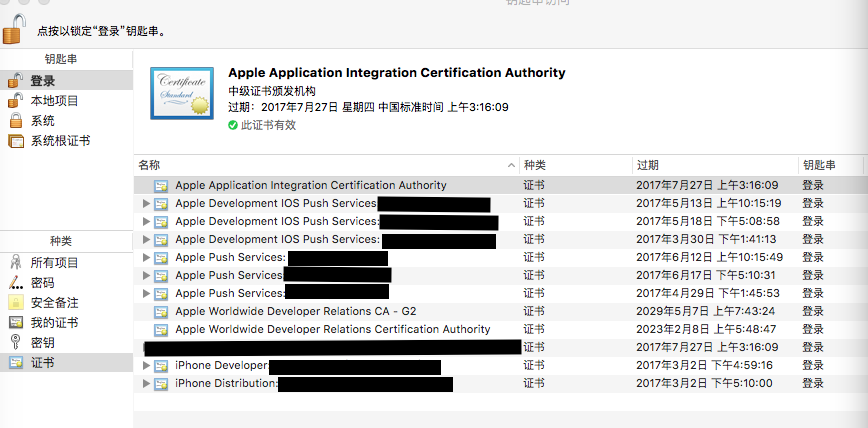 钥匙串访问
点按以锁定“登录”钥匙串。
钥匙串
登录
本地项目
系统
系统根证书
Apple Application Integration Certification Authority
中级证书颁发机构
过期：2017年7月27日 星期四 中国标准时间 上午3:16:09
此证书有效
名称 种类 过期 钥匙串
Apple Application Integration Certification Authority 证书 2017年7月27日 上午3:16:09 登录
Apple Development IOS Push Services: 证书 2017年5月13日 上午10:15:19 登录
Apple Development IOS Push Services: 证书 2017年5月18日 下午5:08:58 登录
Apple Development IOS Push Services: 证书 2017年3月30日 下午1:41:13 登录
Apple Push Services: 证书 2017年6月12日 上午10:15:49 登录
Apple Push Services: 证书 2017年6月17日 下午5:10:31 登录
Apple Push Services: 证书 2017年4月29日 下午1:45:53 登录
Apple Worldwide Developer Relations CA - G2 证书 2029年5月7日 上午7:43:24 登录
Apple Worldwide Developer Relations Certification Authority 证书 2023年2月8日 上午5:48:47 登录
证书 2017年7月27日 上午3:16:09 登录
iPhone Developer: 证书 2017年3月2日 下午4:59:16 登录
iPhone Distribution: 证书 2017年3月2日 下午5:10:00 登录
种类
所有项目
密码
安全备注
我的证书
密钥
证书
Certificate
Standard